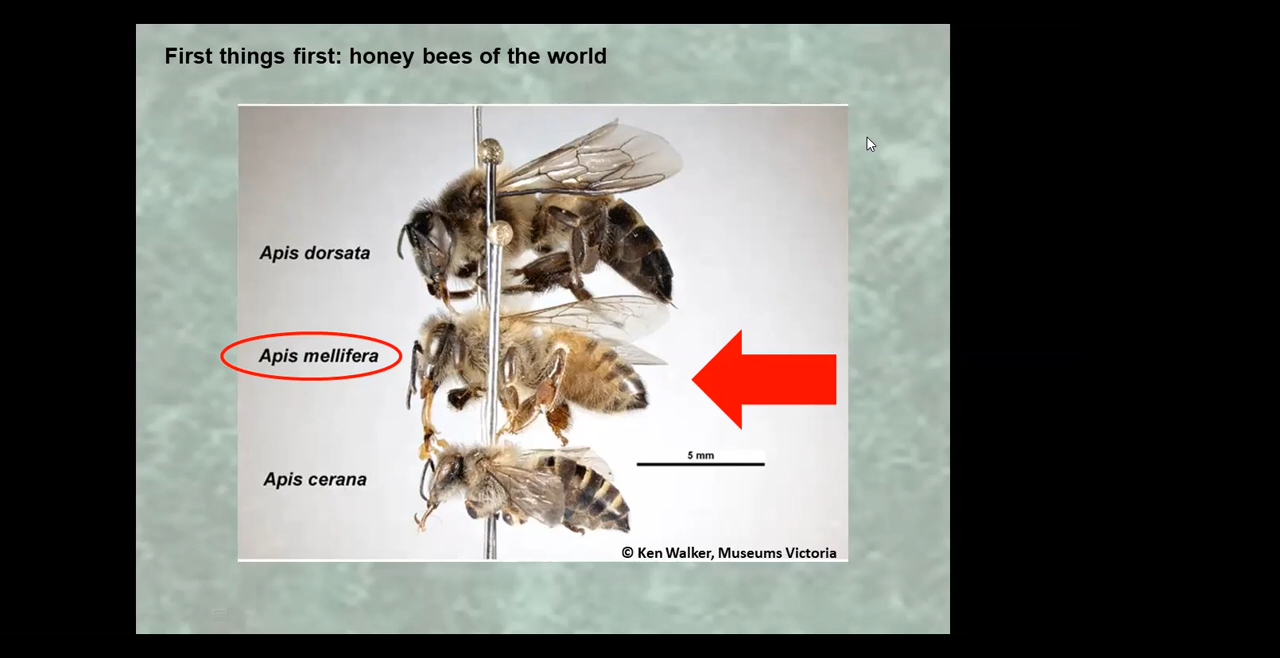 First things first: honey bees of the world
Apis dorsata
Apis mellifera
5 mm
Apis cerana
© Ken Walker, Museums Victoria